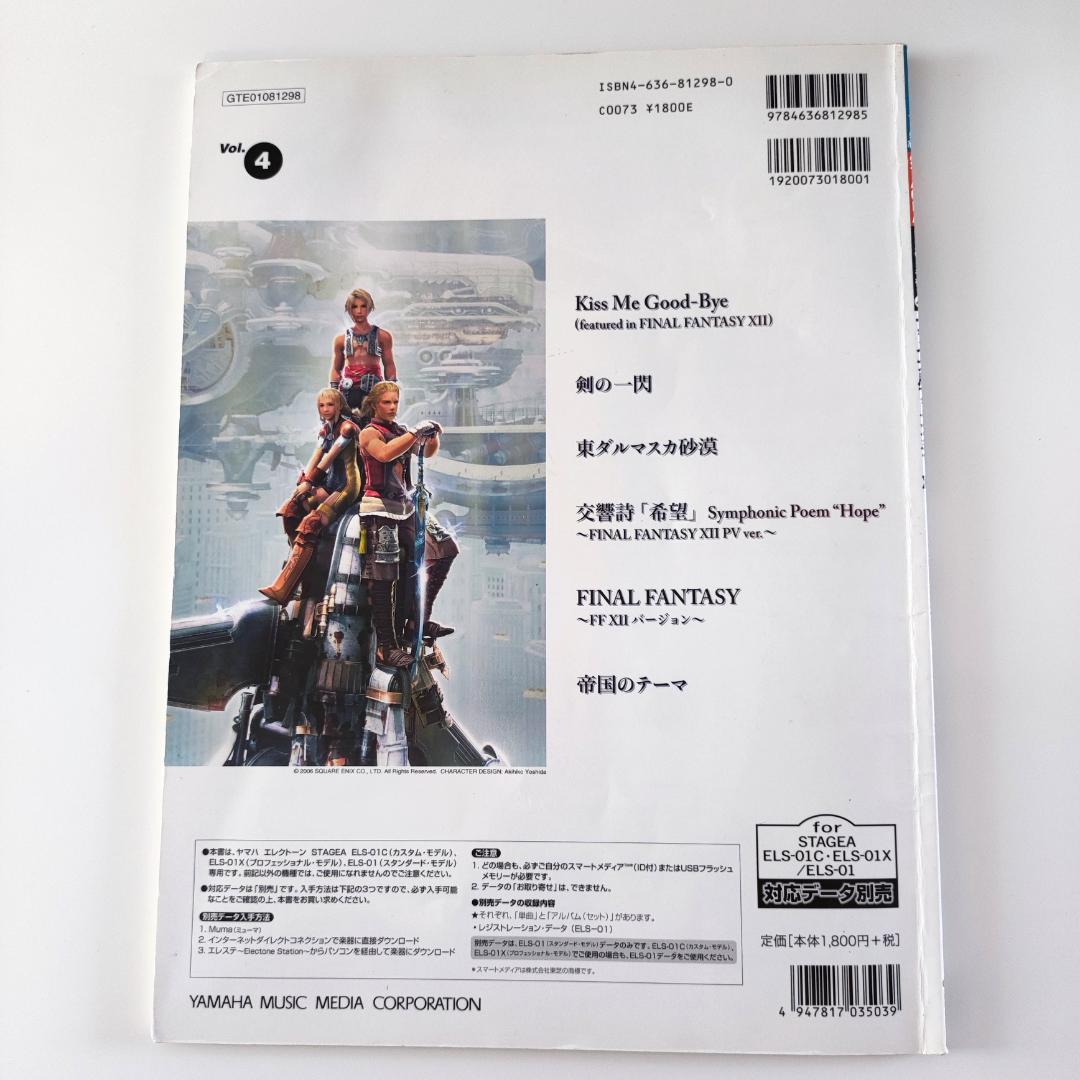 GTE01081298
ISBN4-636-81298-0
C0073 ¥1800E
9784636812985
1920073018001
Vol. 4
Kiss Me Good-Bye
(featured in FINAL FANTASY XII)
剣の一閃
東ダルマスカ砂漠
交響詩「希望」 Symphonic Poem “Hope”
～FINAL FANTASY XII PV ver.～
FINAL FANTASY
～FF XII バージョン～
帝国のテーマ
© 2006 SQUARE ENIX CO., LTD. All Rights Reserved. CHARACTER DESIGN: Akihiko Yoshida
●本書は、ヤマハ エレクトーン STAGEA ELS-01C(カスタム・モデル)、
ELS-01X(プロフェッショナル・モデル)、ELS-01(スタンダード・モデル)
専用です。前記以外の機種では、ご使用になれませんのでご注意ください。
●対応データは「別売」です。入手方法は下記の3つですので、必ず入手可能
なことをご確認の上、本書をお買い求めください。
別売データ入手方法
1. Muma(ミューマ)
2. インターネットダイレクトコネクションで楽器に直接ダウンロード
3. エレステ～Electone Station～からパソコンを経由して楽器にダウンロード
ご注意
1. どの場合も、必ずご自分のスマートメディア™(ID付)またはUSBフラッシュ
メモリーが必要です。
2. データの「お取り寄せ」は、できません。
●別売データの収録内容
★それぞれ、「単曲」と「アルバム(セット)」があります。
・レジストレーション・データ (ELS-01)
別売データは、ELS-01(スタンダード・モデル)データのみです。ELS-01C(カスタム・モデル)、
ELS-01X(プロフェッショナル・モデル)でご使用の場合も、ELS-01データをご使用ください。
*スマートメディアは株式会社東芝の商標です。
for
STAGEA
ELS-01C・ELS-01X
/ELS-01
対応データ別売
定価[本体1,800円+税]
4 947817 035039
YAMAHA MUSIC MEDIA CORPORATION